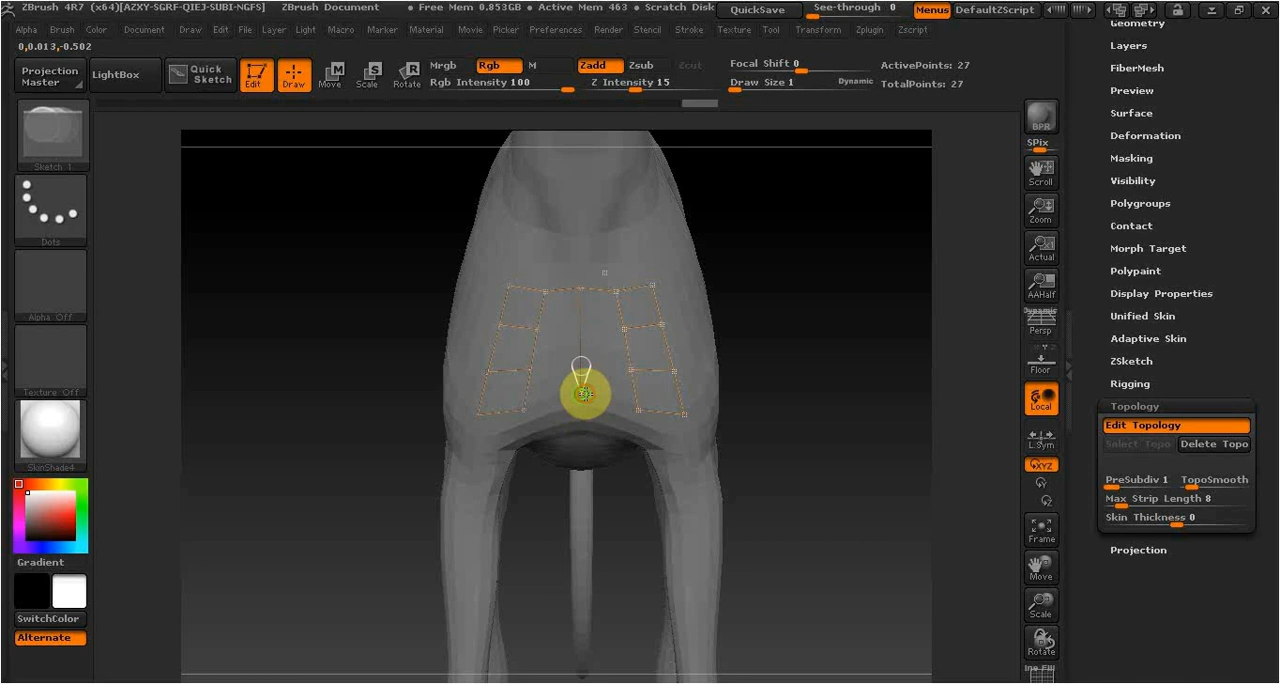 ZBrush 4R7 (x64)[AZXY-SGRF-QIEJ-SUBI-NGFS] ZBrush Document • Free Mem 0.853GB • Active Mem 463 • Scratch Disk QuickSave See-through 0 Menus DefaultZScript
Alpha Brush Color Document Draw Edit File Layer Light Macro Marker Material Movie Picker Preferences Render Stencil Stroke Texture Tool Transform Zplugin Zscript
0,0.013,-0.502
Projection Master
LightBox
Quick Sketch
Edit
Draw
Move
Scale
Rotate
Mrgb Rgb M
Rgb Intensity 100
Zadd Zsub Zcut
Z Intensity 15
Focal Shift 0
Draw Size 1 Dynamic
ActivePoints: 27
TotalPoints: 27
Sketch 1
Dots
Alpha Off
Texture Off
SkinShade4
Gradient
SwitchColor
Alternate
BPR
SPix
Scroll
Zoom
Actual
AAHalf
Dynamic
Persp
Floor
Local
L.Sym
XYZ
Frame
Move
Scale
Rotate
Line Fill
Geometry
Layers
FiberMesh
Preview
Surface
Deformation
Masking
Visibility
Polygroups
Contact
Morph Target
Polypaint
Display Properties
Unified Skin
Adaptive Skin
ZSketch
Rigging
Topology
Edit Topology
Select Topo Delete Topo
PreSubdiv 1 TopoSmooth
Max Strip Length 8
Skin Thickness 0
Projection